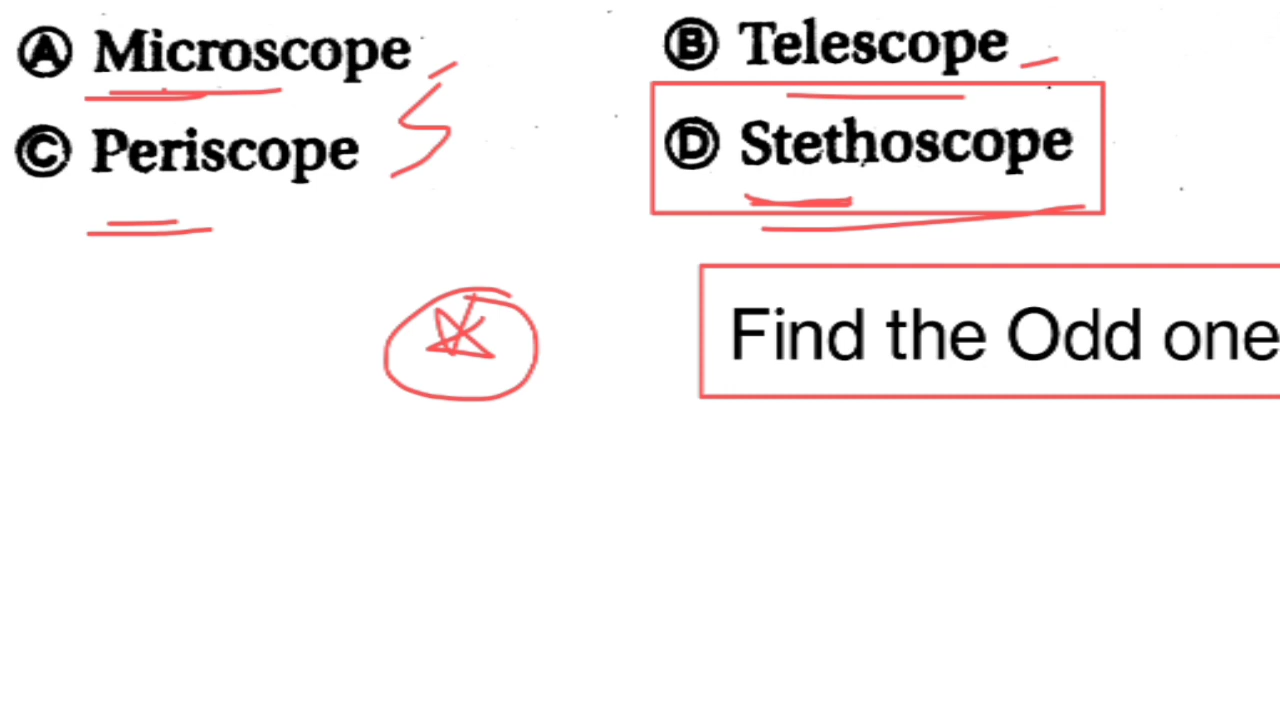 Ⓐ Microscope
Ⓑ Telescope
Ⓒ Periscope
Ⓓ Stethoscope
Find the Odd one